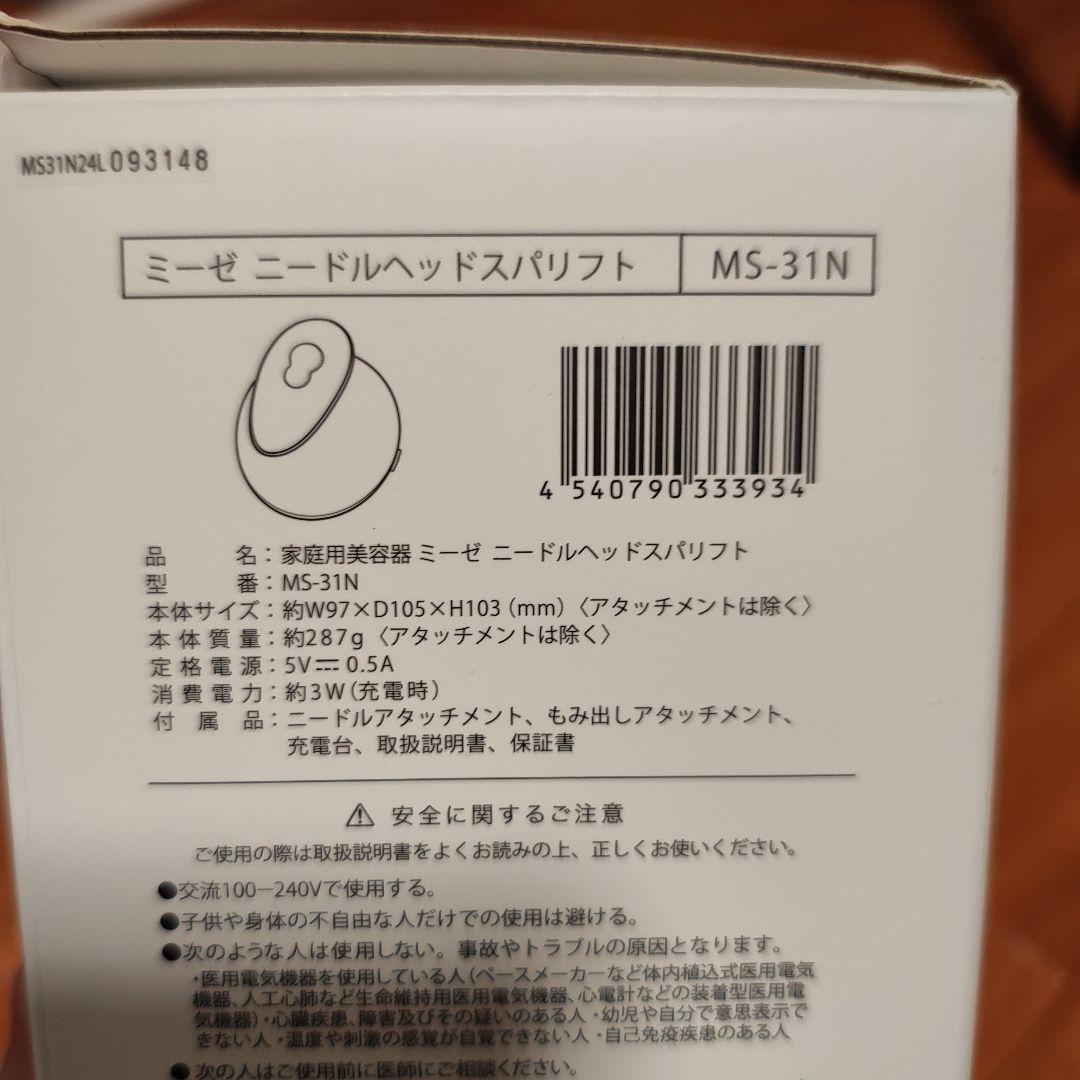 MS31N24L093148
ミーゼ ニードルヘッドスパリフト MS-31N
4 540790 333934
品名：家庭用美容器 ミーゼ ニードルヘッドスパリフト
型番：MS-31N
本体サイズ：約W97×D105×H103（mm）〈アタッチメントは除く〉
本体質量：約287g〈アタッチメントは除く〉
定格電源：5V⎓0.5A
消費電力：約3W（充電時）
付属品：ニードルアタッチメント、もみ出しアタッチメント、
充電台、取扱説明書、保証書
⚠ 安全に関するご注意
ご使用の際は取扱説明書をよくお読みの上、正しくお使いください。
●交流100－240Vで使用する。
●子供や身体の不自由な人だけでの使用は避ける。
●次のような人は使用しない。事故やトラブルの原因となります。
・医用電気機器を使用している人（ペースメーカーなど体内植込式医用電気
機器、人工心肺など生命維持用医用電気機器、心電計などの装着型医用電
気機器）・心臓疾患、障害及びその疑いのある人・幼児や自分で意思表示で
きない人・温度や刺激の感覚が自覚できない人・自己免疫疾患のある人
●次の人はご使用前に医師にご相談ください。